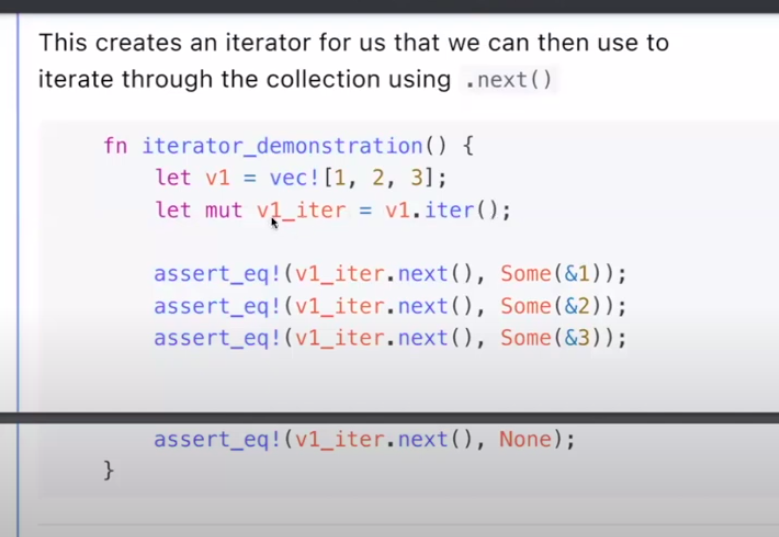 This creates an iterator for us that we can then use to
iterate through the collection using .next()
fn iterator_demonstration() {
    let v1 = vec![1, 2, 3];
    let mut v1_iter = v1.iter();
    assert_eq!(v1_iter.next(), Some(&1));
    assert_eq!(v1_iter.next(), Some(&2));
    assert_eq!(v1_iter.next(), Some(&3));
    assert_eq!(v1_iter.next(), None);
}